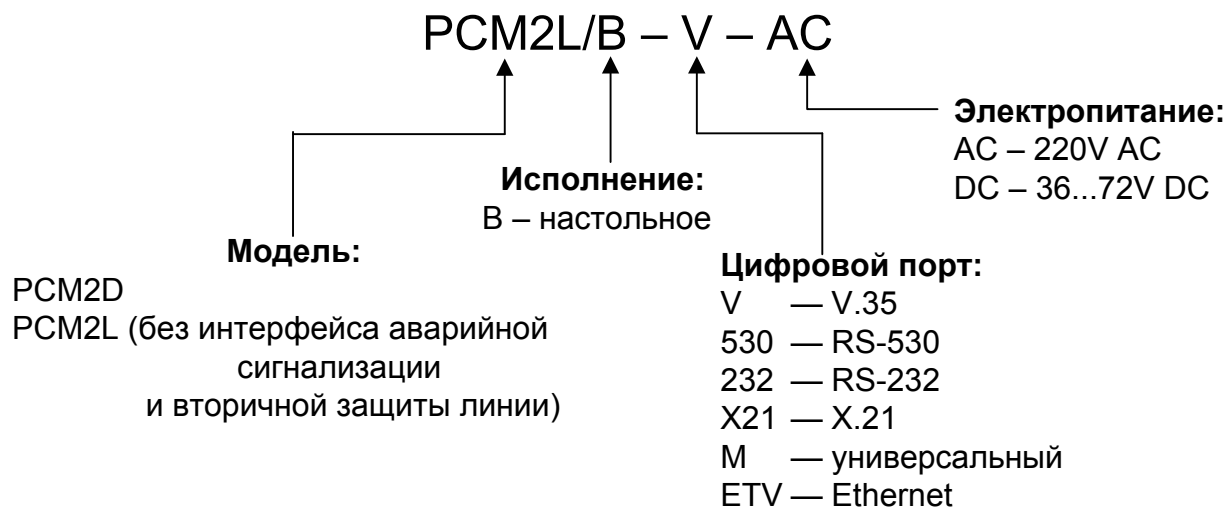 PCM2L/B – V – AC
Электропитание:
AC – 220V AC
DC – 36...72V DC
Исполнение:
B – настольное
Модель:
PCM2D
PCM2L (без интерфейса аварийной
сигнализации
и вторичной защиты линии)
Цифровой порт:
V — V.35
530 — RS-530
232 — RS-232
X21 — X.21
M — универсальный
ETV — Ethernet